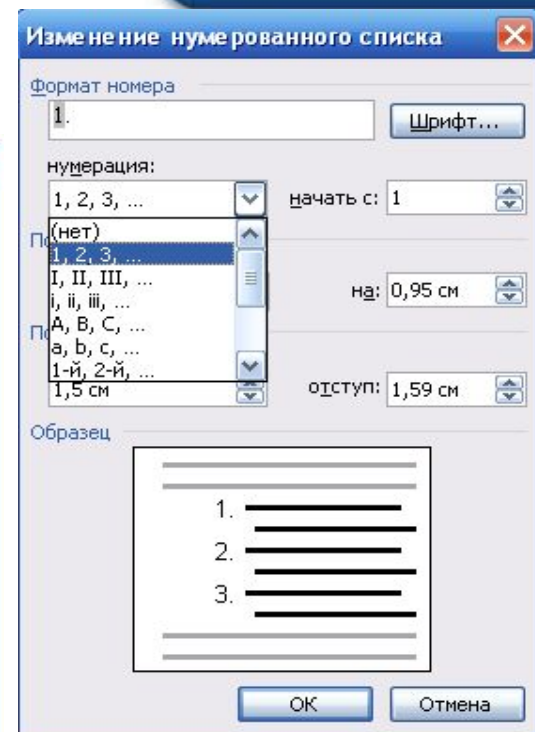 Изменение нумерованного списка
Формат номера
1.
Шрифт...
нумерация:
1, 2, 3, ...
начать с: 1
(нет)
1, 2, 3, ...
I, II, III, ...
i, ii, iii, ...
на: 0,95 см
A, B, C, ...
a, b, c, ...
1-й, 2-й, ...
1,5 см
отступ: 1,59 см
Образец
1.
2.
3.
ОК
Отмена